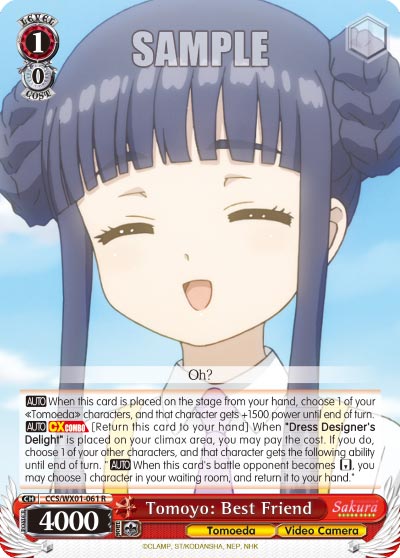 LEVEL
1
0
COST
SAMPLE
Oh?
AUTO When this card is placed on the stage from your hand, choose 1 of your
«Tomoeda» characters, and that character gets +1500 power until end of turn.
AUTO CX COMBO [Return this card to your hand] When "Dress Designer's
Delight" is placed on your climax area, you may pay the cost. If you do,
choose 1 of your other characters, and that character gets the following ability
until end of turn. "AUTO When this card's battle opponent becomes [ ], you
may choose 1 character in your waiting room, and return it to your hand."
CH CCS/WX01-061 R
4000
Tomoyo: Best Friend
Sakura
Tomoeda
Video Camera
©CLAMP, ST/KODANSHA, NEP, NHK